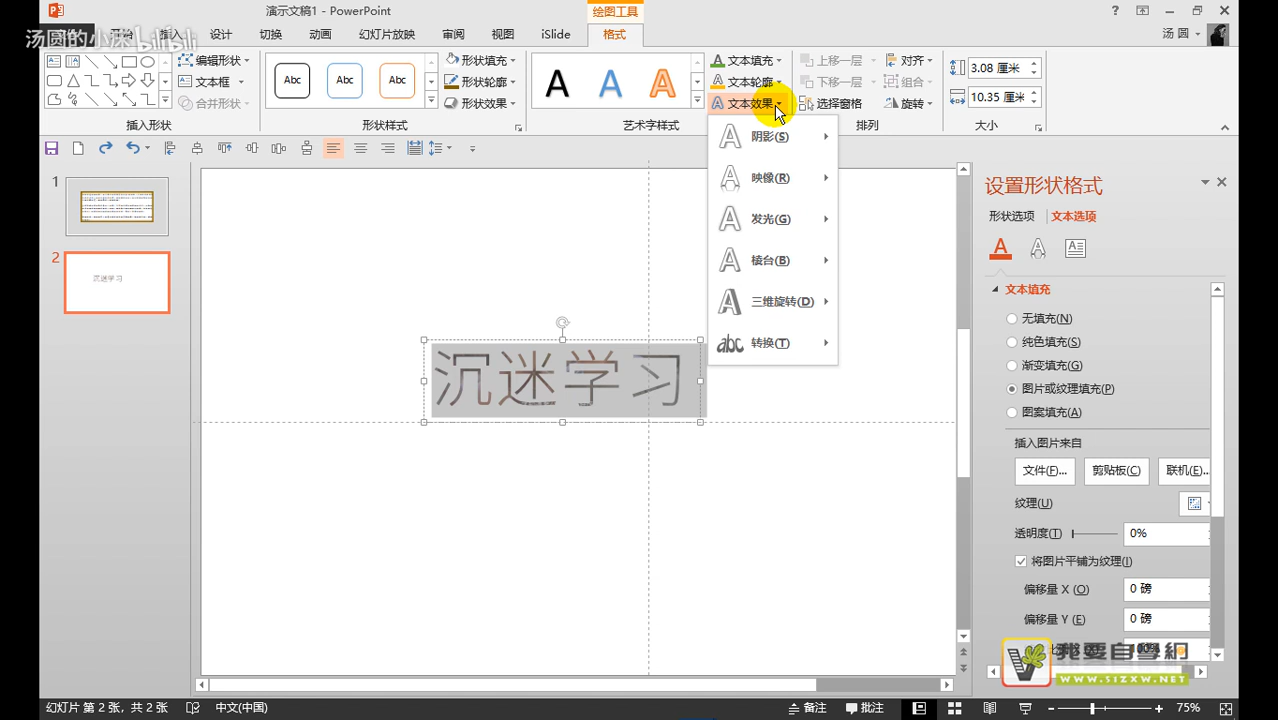 演示文稿1 - PowerPoint
绘图工具
? 
汤圆的小沫 bilibili
开始
插入
设计
切换
动画
幻灯片放映
审阅
视图
iSlide
格式
汤圆
编辑形状
文本框
合并形状
插入形状
Abc
Abc
Abc
形状填充
形状轮廓
形状效果
形状样式
A
A
A
艺术字样式
文本填充
文本轮廓
文本效果
上移一层
下移一层
选择窗格
对齐
组合
旋转
排列
3.08 厘米
10.35 厘米
大小
阴影(S)
映像(R)
发光(G)
棱台(B)
三维旋转(D)
abc 转换(T)
1
2
沉迷学习
沉迷学习
设置形状格式
形状选项
文本选项
文本填充
无填充(N)
纯色填充(S)
渐变填充(G)
图片或纹理填充(P)
图案填充(A)
插入图片来自
文件(F)...
剪贴板(C)
联机(E)...
纹理(U)
透明度(T)
0%
将图片平铺为纹理(I)
偏移量 X (O)
0 磅
偏移量 Y (E)
0 磅
我要自學網
WWW.51ZXW.NET
幻灯片 第 2 张，共 2 张
中文(中国)
备注
批注
75%